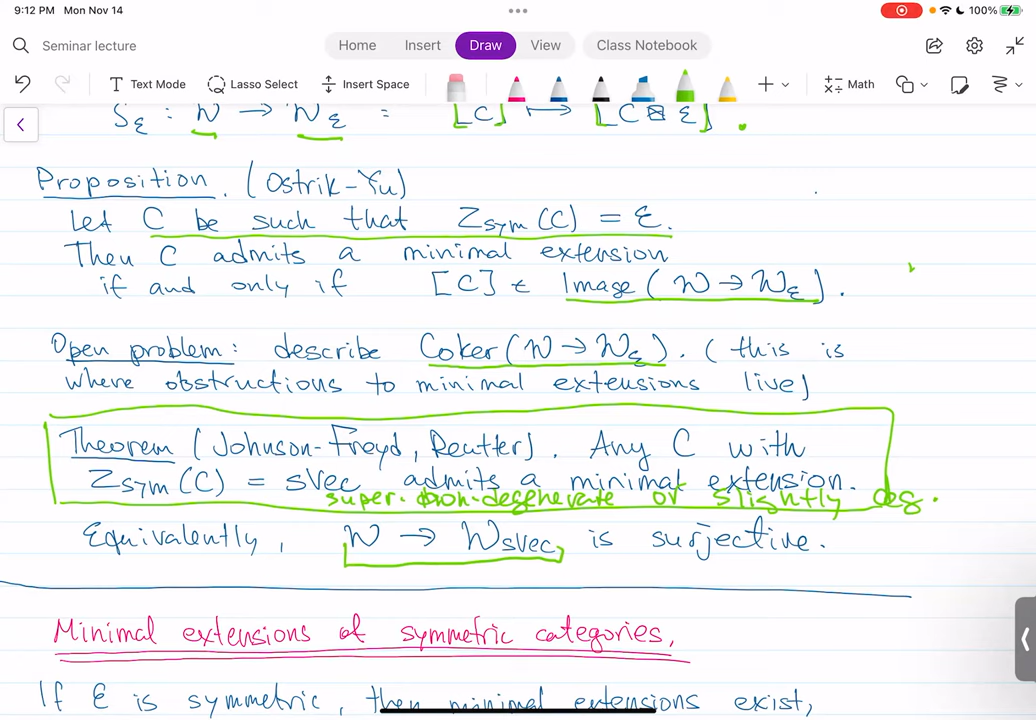 9:12 PM Mon Nov 14
100%
Seminar lecture
Home Insert Draw View Class Notebook
Text Mode Lasso Select Insert Space Math
S_ε : W → W_ε = [C] ↦ [C ⊠ ε].
Proposition. (Ostrik-Yu)
Let C be such that Z_sym(C) = ε.
Then C admits a minimal extension
if and only if [C] ∈ Image(W → W_ε).
Open problem: describe Coker(W → W_ε). (this is
where obstructions to minimal extensions live)
Theorem (Johnson-Freyd, Reutter). Any C with
Z_sym(C) = sVec admits a minimal extension.
super. non-degenerate or slightly deg.
Equivalently, W → W_sVec is surjective.
Minimal extensions of symmetric categories.
If ε is symmetric, then minimal extensions exist,